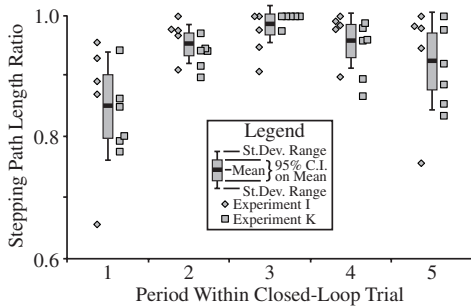 Stepping Path Length Ratio
1.0
0.8
0.6
Legend
St.Dev. Range
Mean
95% C.I.
on Mean
St.Dev. Range
Experiment I
Experiment K
1 2 3 4 5
Period Within Closed-Loop Trial